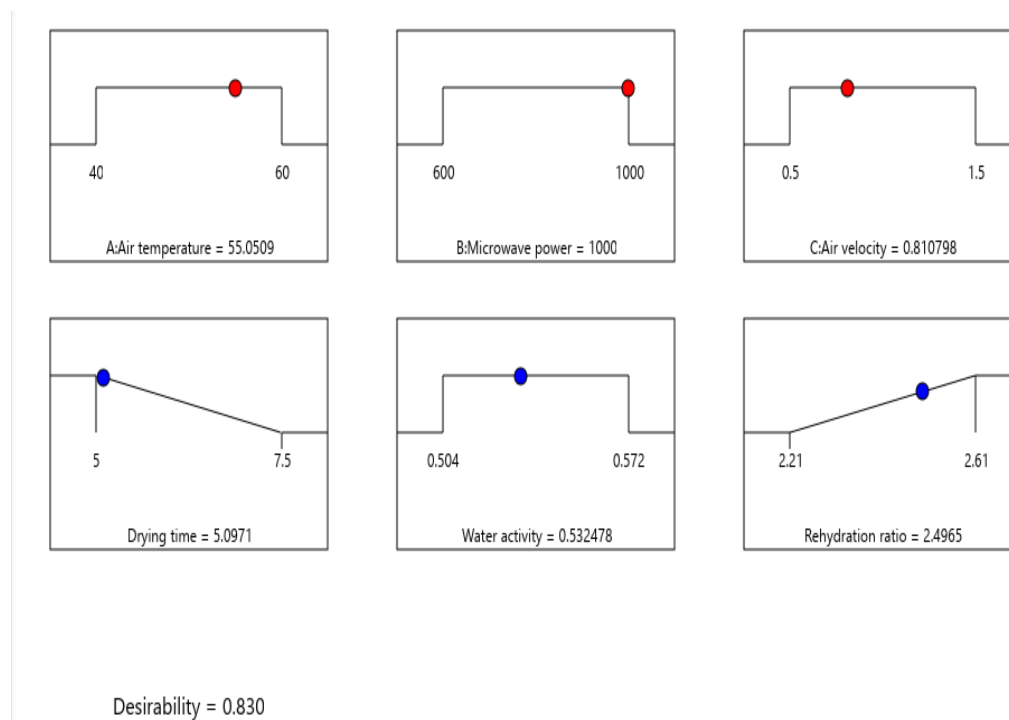 40 60
A:Air temperature = 55.0509
600 1000
B:Microwave power = 1000
0.5 1.5
C:Air velocity = 0.810798
5 7.5
Drying time = 5.0971
0.504 0.572
Water activity = 0.532478
2.21 2.61
Rehydration ratio = 2.4965
Desirability = 0.830